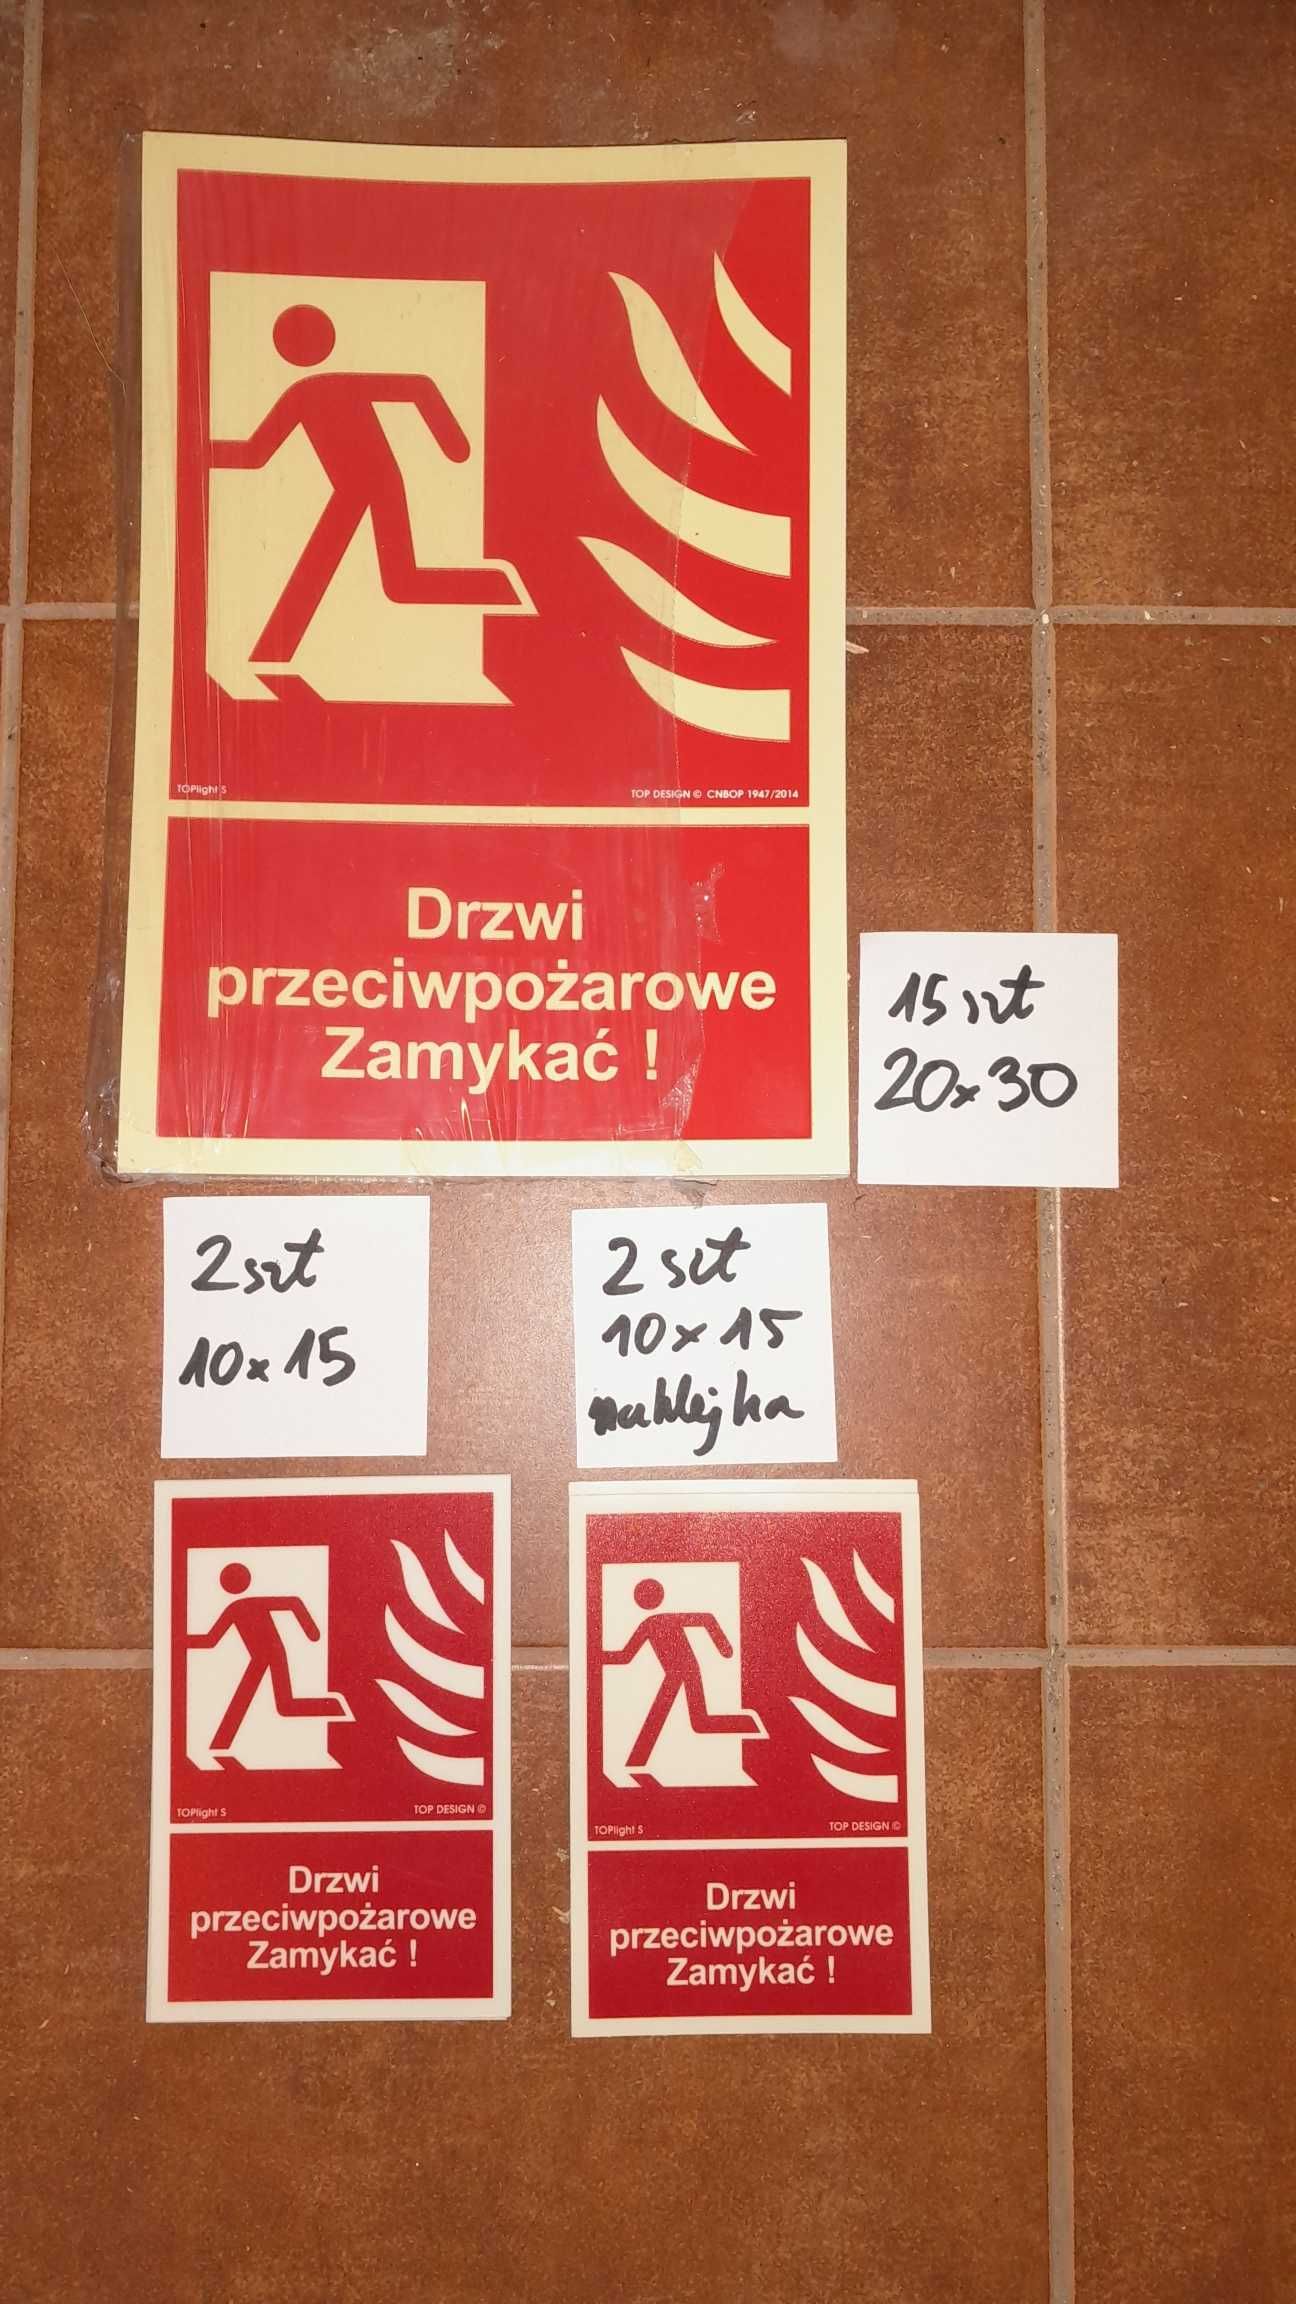 TOPlight S
TOP DESIGN © CNBOP 1947/2014
Drzwi
przeciwpożarowe
Zamykać !
15 szt
20x30
2 szt
10x15
2 szt
10x15
naklejka
TOPlight S
TOP DESIGN ©
Drzwi
przeciwpożarowe
Zamykać !
TOPlight S
TOP DESIGN ©
Drzwi
przeciwpożarowe
Zamykać !